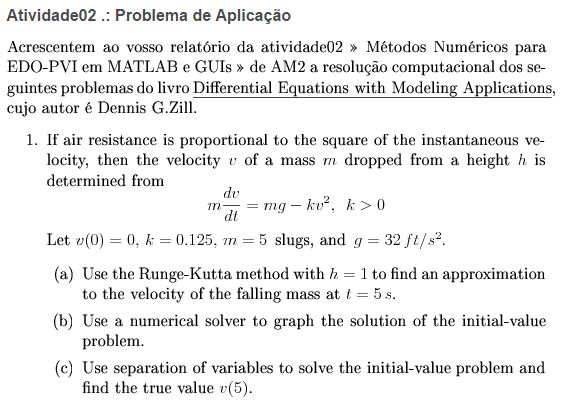 Atividade02 .: Problema de Aplicação
Acrescentem ao vosso relatório da atividade02 » Métodos Numéricos para
EDO-PVI em MATLAB e GUIs » de AM2 a resolução computacional dos se-
guintes problemas do livro Differential Equations with Modeling Applications,
cujo autor é Dennis G.Zill.
1. If air resistance is proportional to the square of the instantaneous ve-
locity, then the velocity v of a mass m dropped from a height h is
determined from
m dv/dt = mg − kv², k > 0
Let v(0) = 0, k = 0.125, m = 5 slugs, and g = 32 ft/s².
(a) Use the Runge-Kutta method with h = 1 to find an approximation
to the velocity of the falling mass at t = 5 s.
(b) Use a numerical solver to graph the solution of the initial-value
problem.
(c) Use separation of variables to solve the initial-value problem and
find the true value v(5).